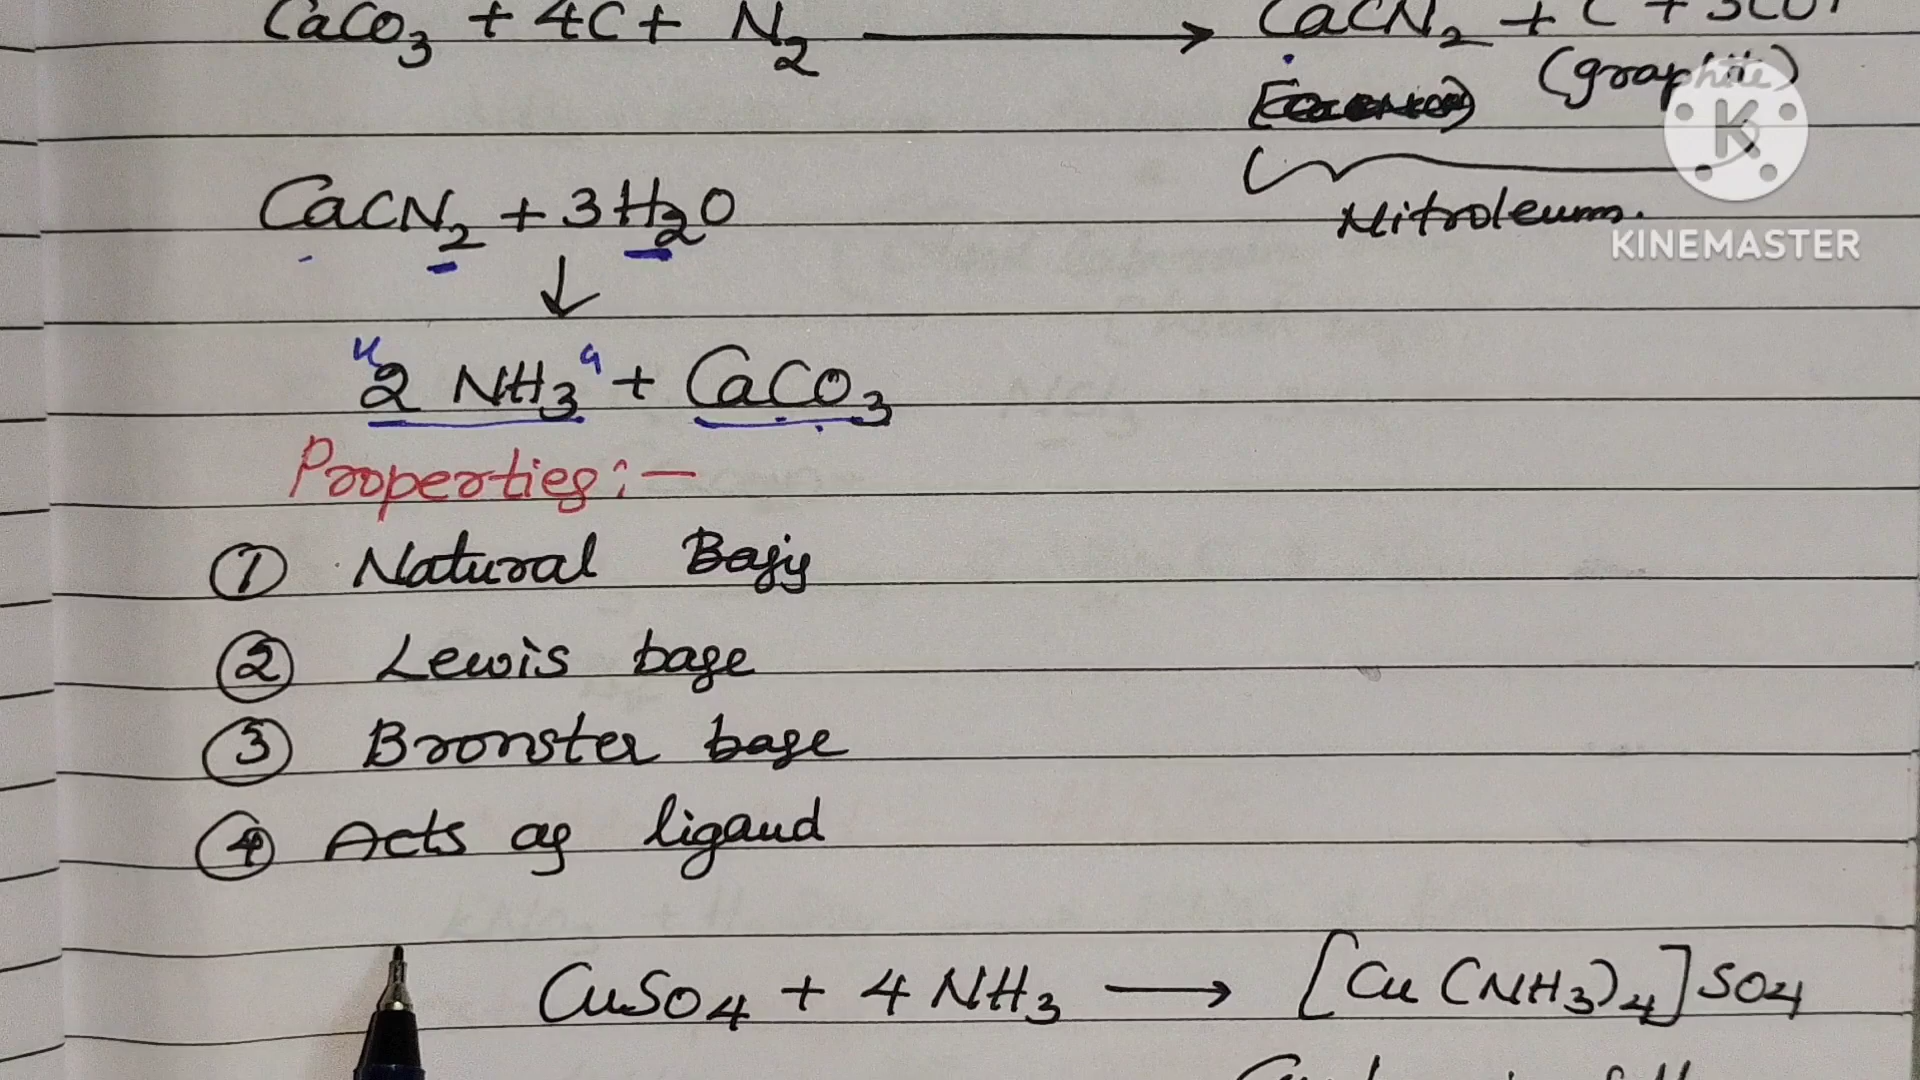 CaCO3 + 4C + N2 ⟶ CaCN2 + C + 3CO↑
(graphite)
Nitroleum.
KINEMASTER
CaCN2 + 3H2O
↓
2 NH3 + CaCO3
Properties:—
① Natural
② Lewis base
③ Bronster base
④ Acts as ligand
CuSO4 + 4 NH3 ⟶ [Cu(NH3)4]SO4